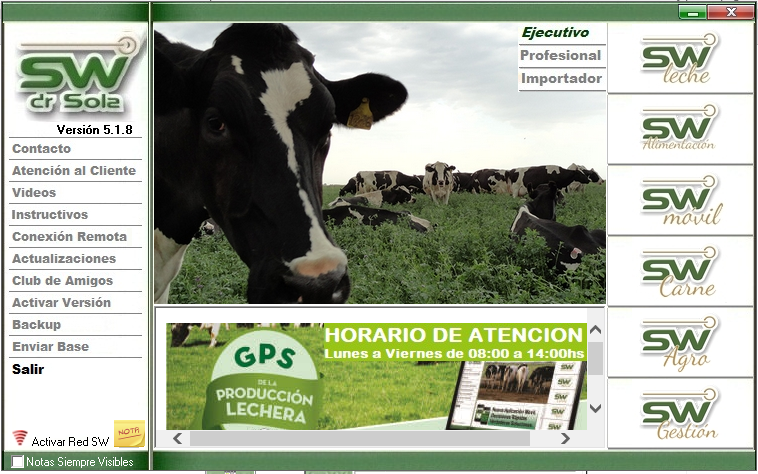 SW
dr Sola
Versión 5.1.8
Contacto
Atención al Cliente
Videos
Instructivos
Conexión Remota
Actualizaciones
Club de Amigos
Activar Versión
Backup
Enviar Base
Salir
Activar Red SW
NOTA
Notas Siempre Visibles
Ejecutivo
Profesional
Importador
HORARIO DE ATENCION
Lunes a Viernes de 08:00 a 14:00hs
GPS
DE LA
PRODUCCIÓN
LECHERA
SW
leche
SW
Alimentación
SW
movil
SW
Carne
SW
Agro
SW
Gestión